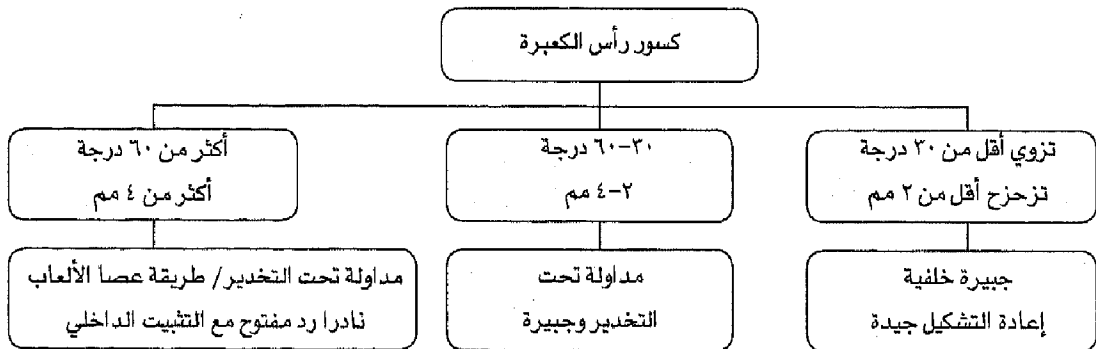 كسور رأس الكعبرة
تزوي أقل من ٣٠ درجة
تزحزح أقل من ٢ مم
٣٠-٦٠ درجة
٢-٤ مم
أكثر من ٦٠ درجة
أكثر من ٤ مم
جبيرة خلفية
إعادة التشكيل جيدة
مداولة تحت
التخدير وجبيرة
مداولة تحت التخدير/ طريقة عصا الألعاب
نادرا رد مفتوح مع التثبيت الداخلي